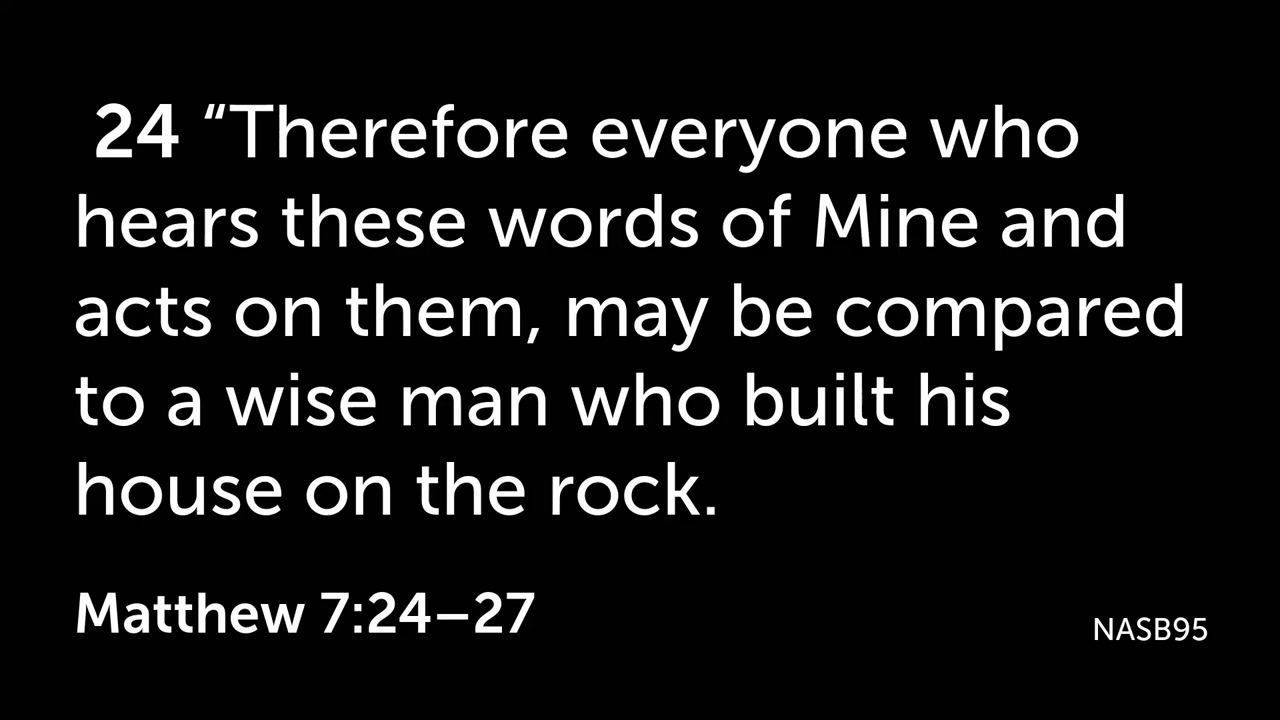 24 “Therefore everyone who
hears these words of Mine and
acts on them, may be compared
to a wise man who built his
house on the rock.
Matthew 7:24–27
NASB95